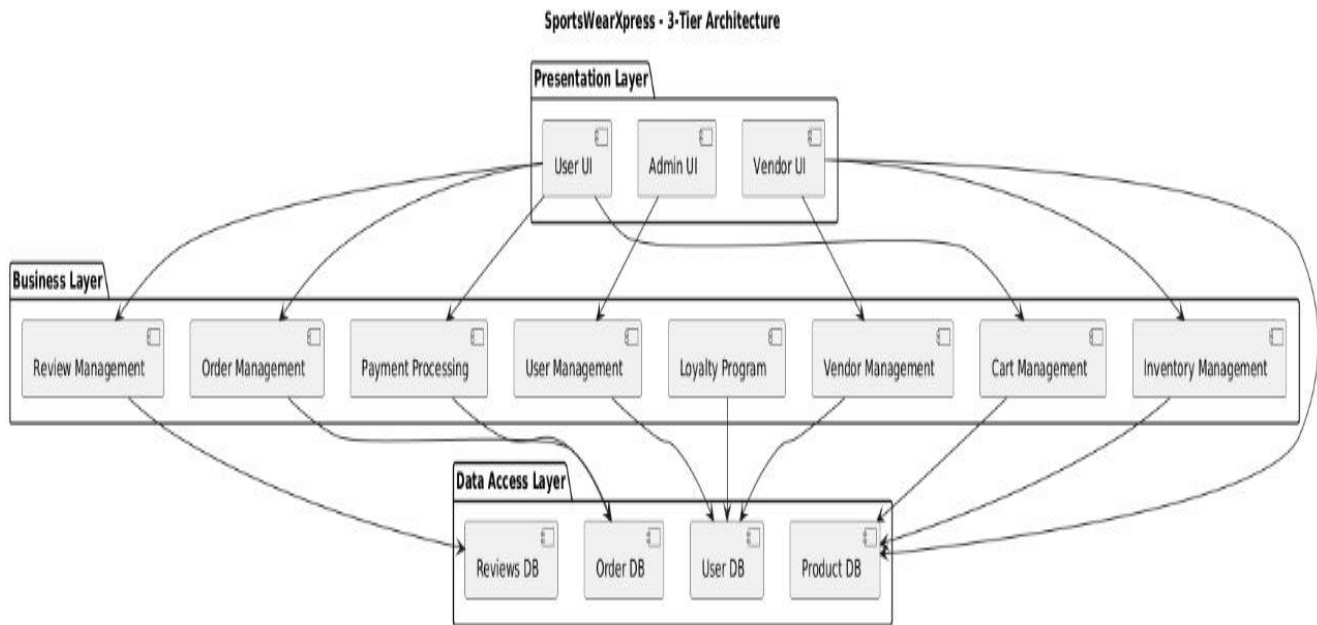 SportsWearXpress - 3-Tier Architecture
Presentation Layer
User UI
Admin UI
Vendor UI
Business Layer
Review Management
Order Management
Payment Processing
User Management
Loyalty Program
Vendor Management
Cart Management
Inventory Management
Data Access Layer
Reviews DB
Order DB
User DB
Product DB